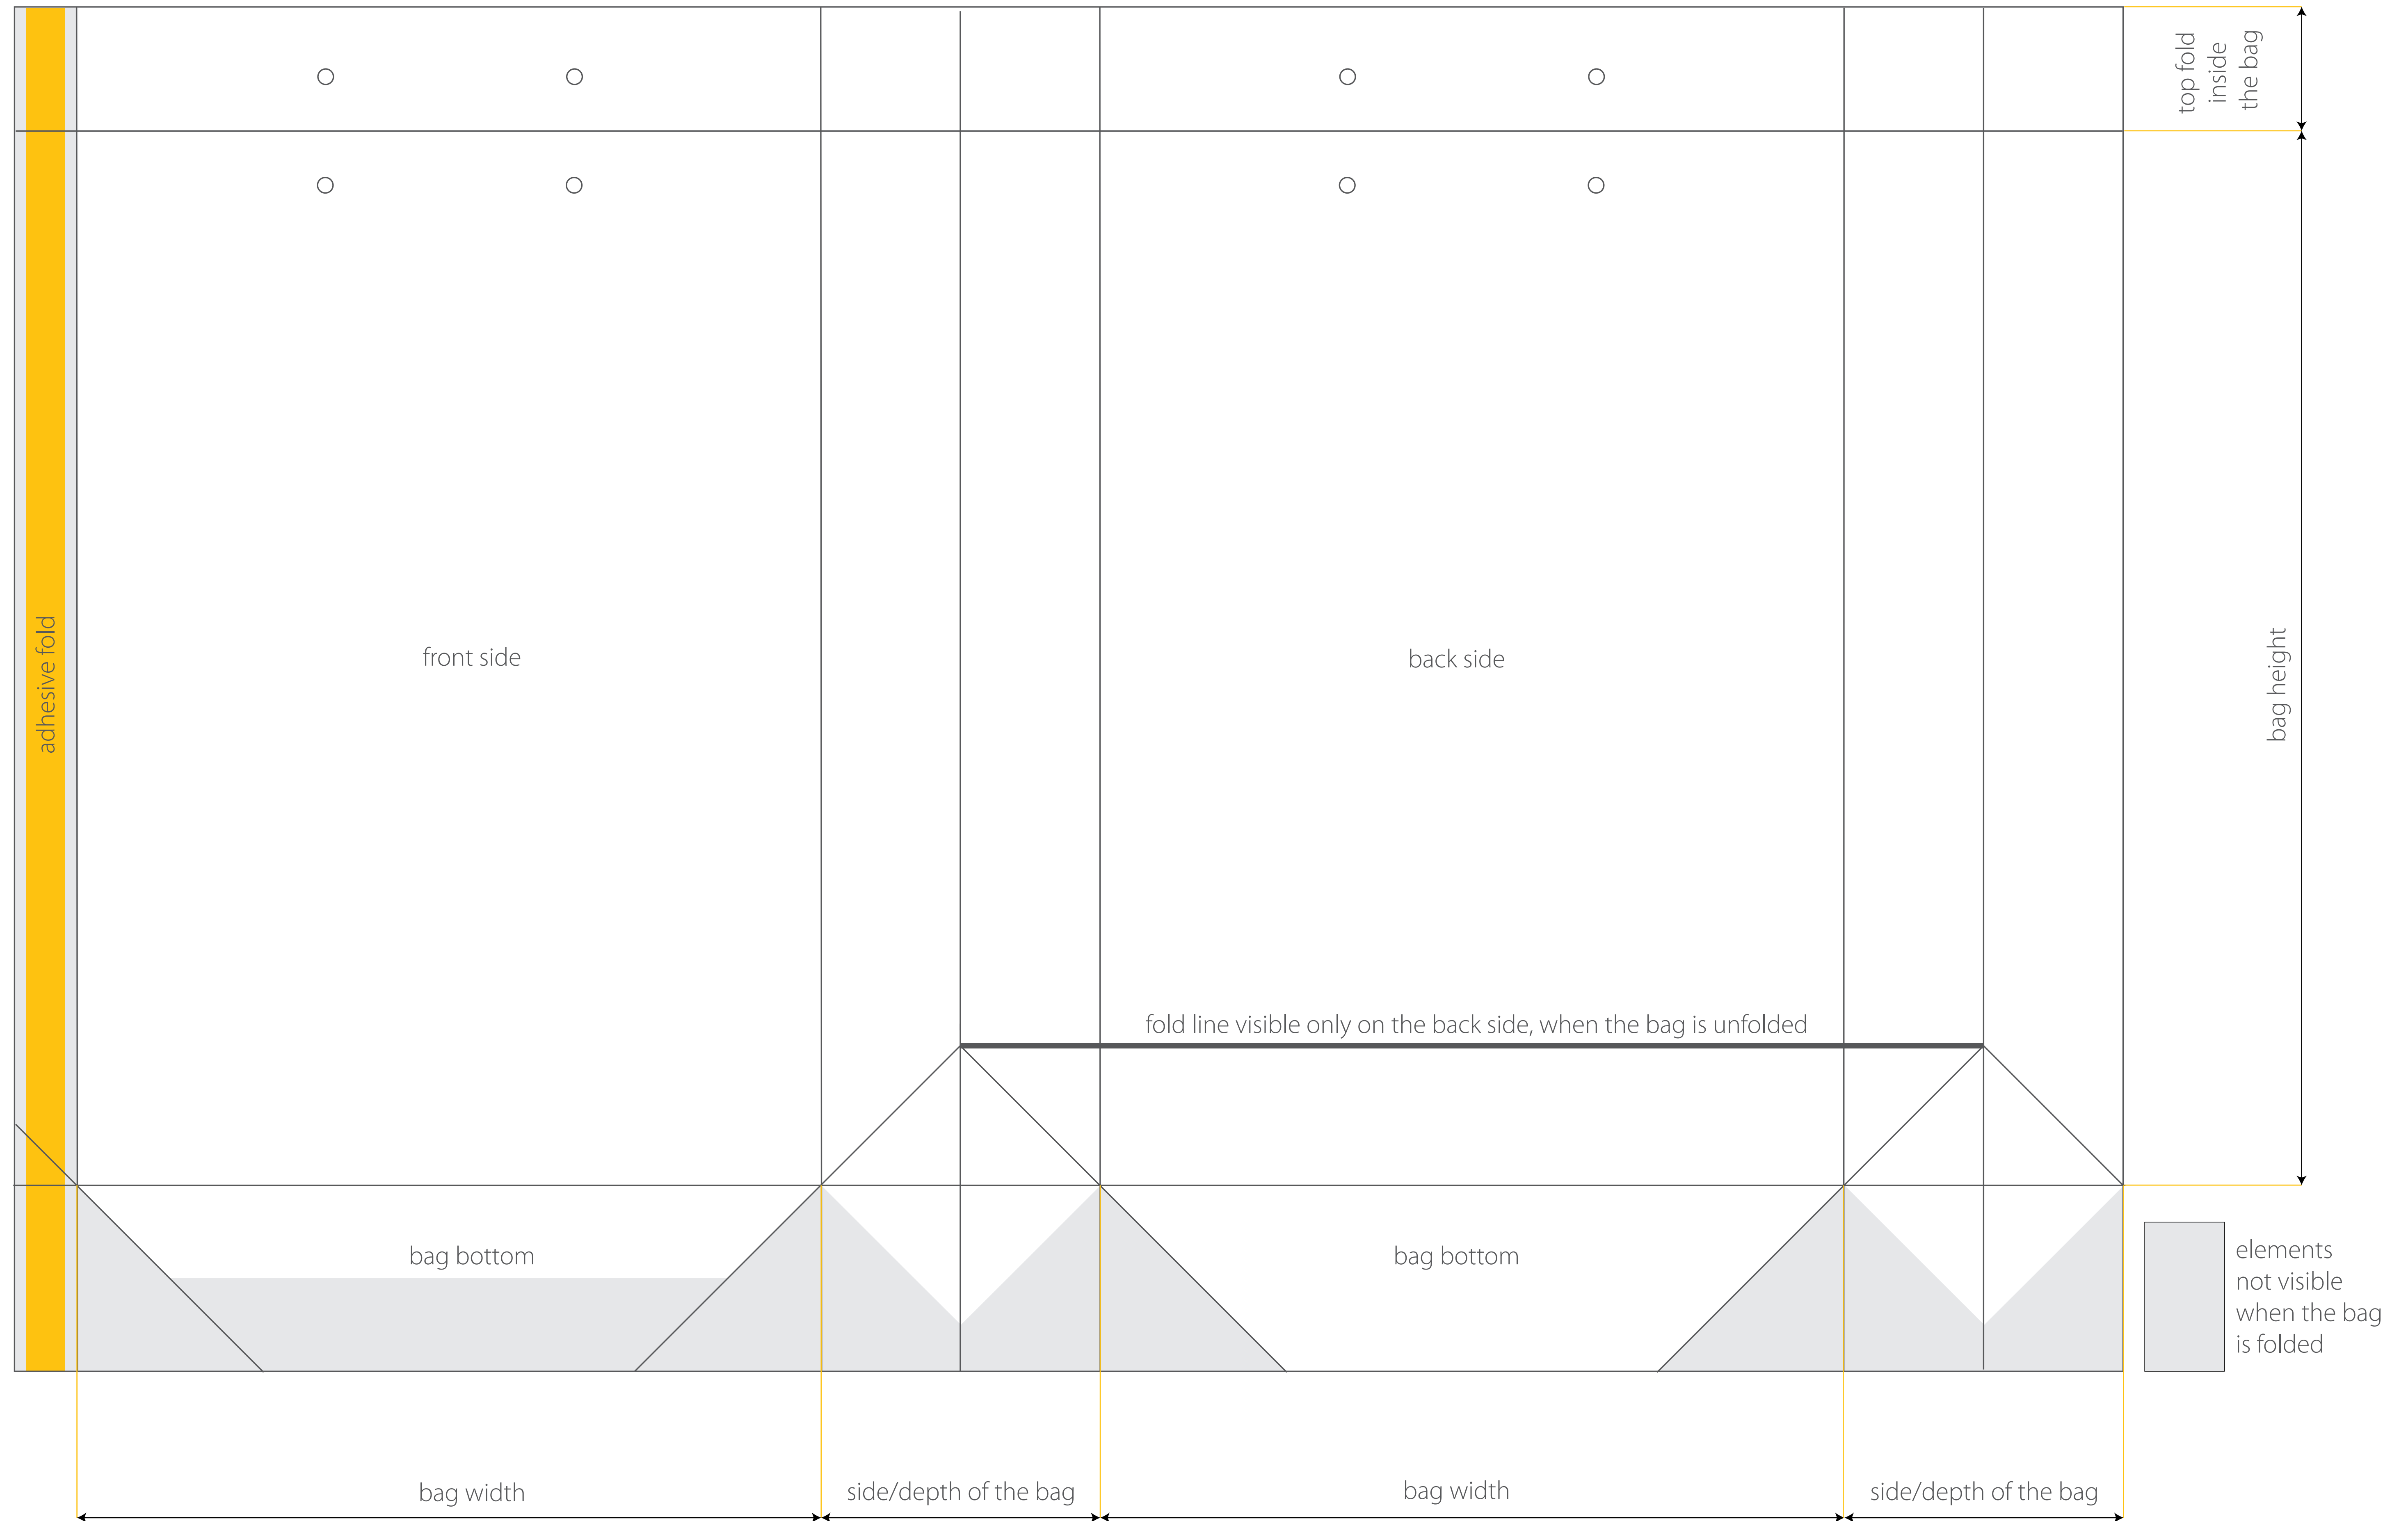 top fold
inside
the bag
adhesive fold
front side
back side
bag height
fold line visible only on the back side, when the bag is unfolded
bag bottom
bag bottom
elements
not visible
when the bag
is folded
bag width
side/depth of the bag
bag width
side/depth of the bag